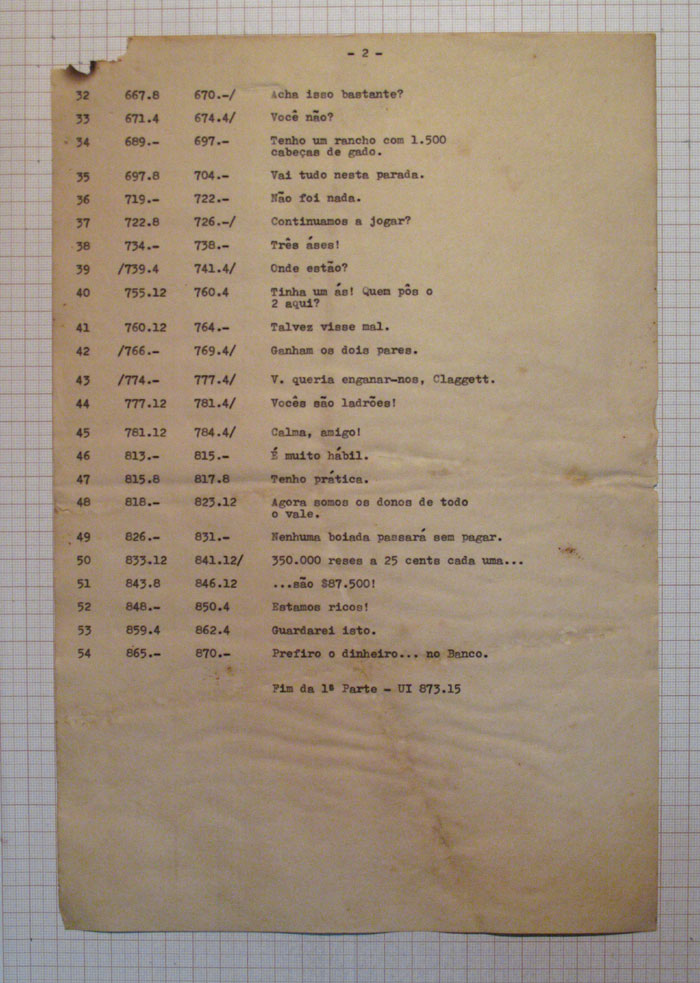 - 2 -
32 667.8 670.-/ Acha isso bastante?
33 671.4 674.4/ Você não?
34 689.- 697.- Tenho um rancho com 1.500
cabeças de gado.
35 697.8 704.- Vai tudo nesta parada.
36 719.- 722.- Não foi nada.
37 722.8 726.-/ Continuamos a jogar?
38 734.- 738.- Três áses!
39 /739.4 741.4/ Onde estão?
40 755.12 760.4 Tinha um ás! Quem pôs o
2 aqui?
41 760.12 764.- Talvez visse mal.
42 /766.- 769.4/ Ganham os dois pares.
43 /774.- 777.4/ V. queria enganar-nos, Claggett.
44 777.12 781.4/ Vocês são ladrões!
45 781.12 784.4/ Calma, amigo!
46 813.- 815.- É muito hábil.
47 815.8 817.8 Tenho prática.
48 818.- 823.12 Agora somos os donos de todo
o vale.
49 826.- 831.- Nenhuma boiada passará sem pagar.
50 833.12 841.12/ 350.000 reses a 25 cents cada uma...
51 843.8 846.12 ...são $87.500!
52 848.- 850.4 Estamos ricos!
53 859.4 862.4 Guardarei isto.
54 865.- 870.- Prefiro o dinheiro... no Banco.
Fim da 1ª Parte - UI 873.15